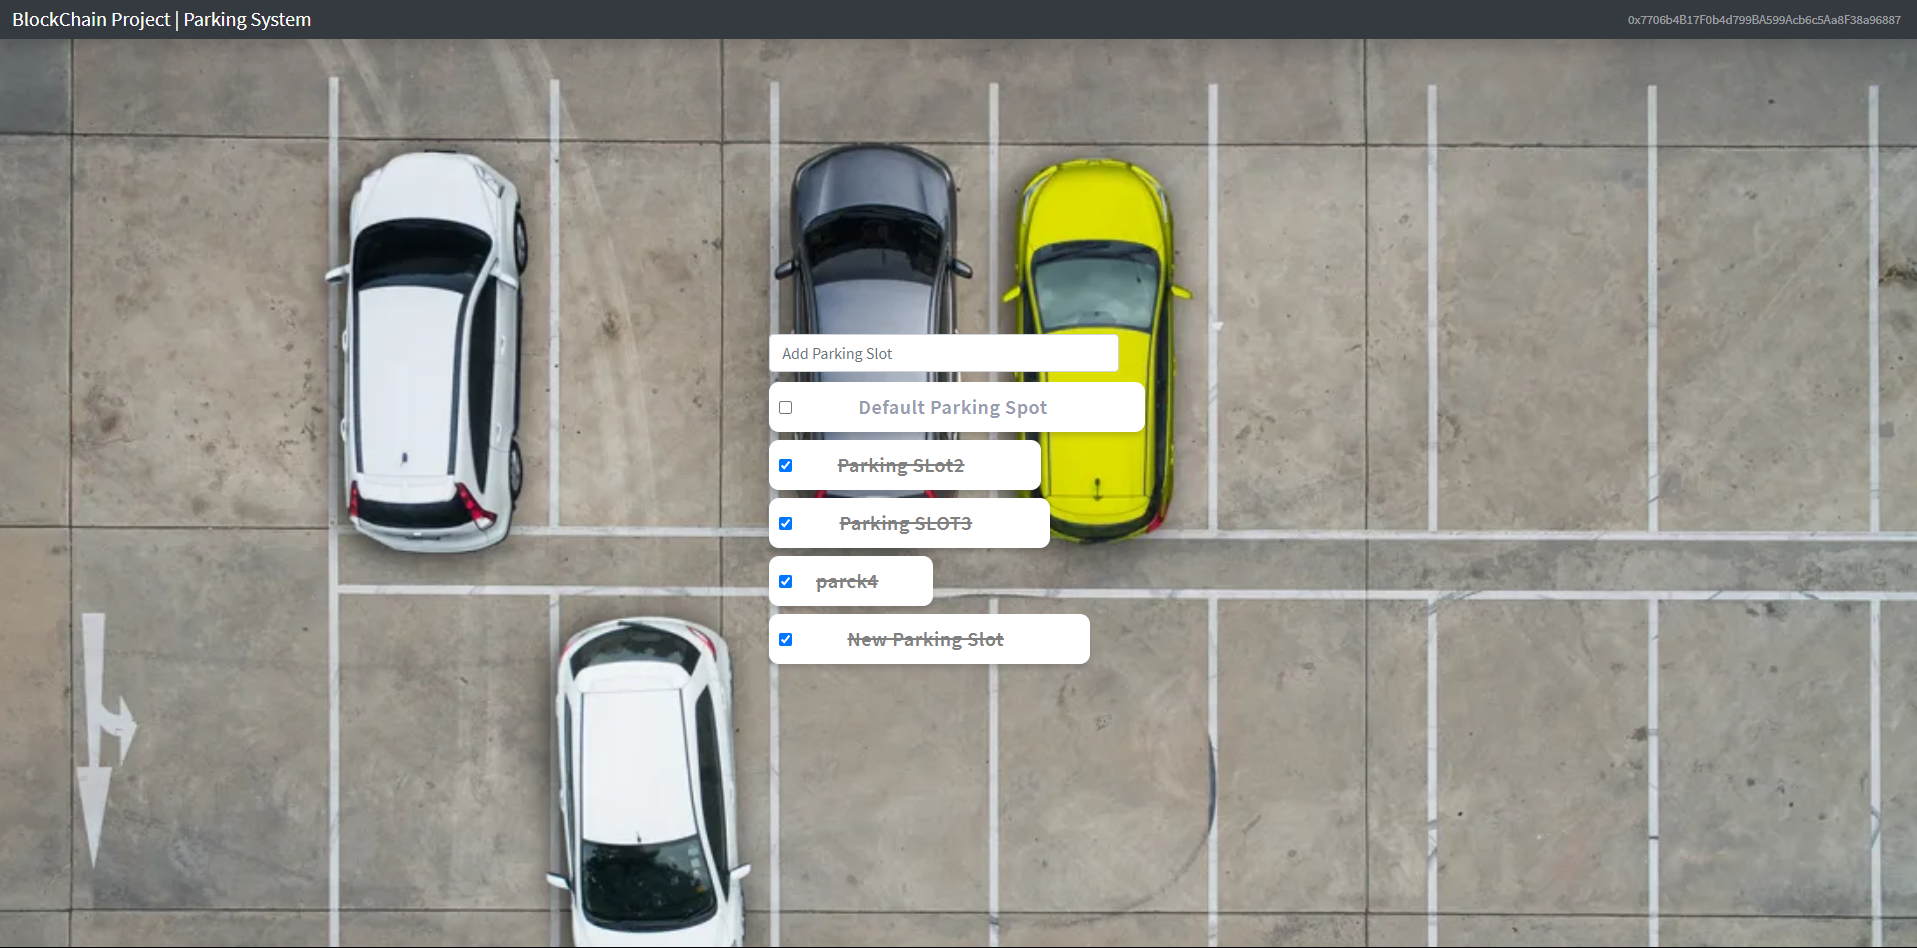 BlockChain Project | Parking System
0x7706b4B17F0b4d799BA599Acb6c5Aa8F38a96887
Add Parking Slot
Default Parking Spot
Parking SLot2
Parking SLOT3
parck4
New Parking Slot